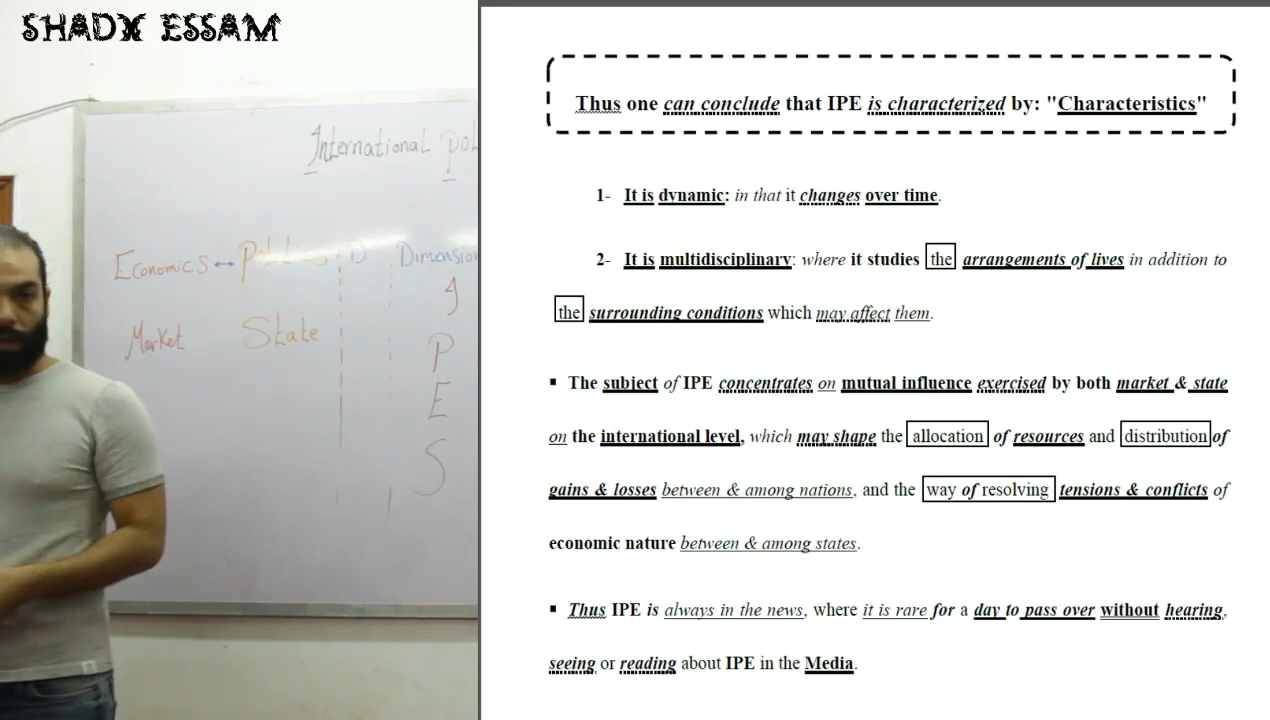 SHADY ESSAM
International pol
Economics ↔ Politics D Dimension
I
Market State
P
E
S
Thus one can conclude that IPE is characterized by: "Characteristics"
1- It is dynamic: in that it changes over time.
2- It is multidisciplinary: where it studies the arrangements of lives in addition to
the surrounding conditions which may affect them.
▪ The subject of IPE concentrates on mutual influence exercised by both market & state
on the international level, which may shape the allocation of resources and distribution of
gains & losses between & among nations, and the way of resolving tensions & conflicts of
economic nature between & among states.
▪ Thus IPE is always in the news, where it is rare for a day to pass over without hearing,
seeing or reading about IPE in the Media.